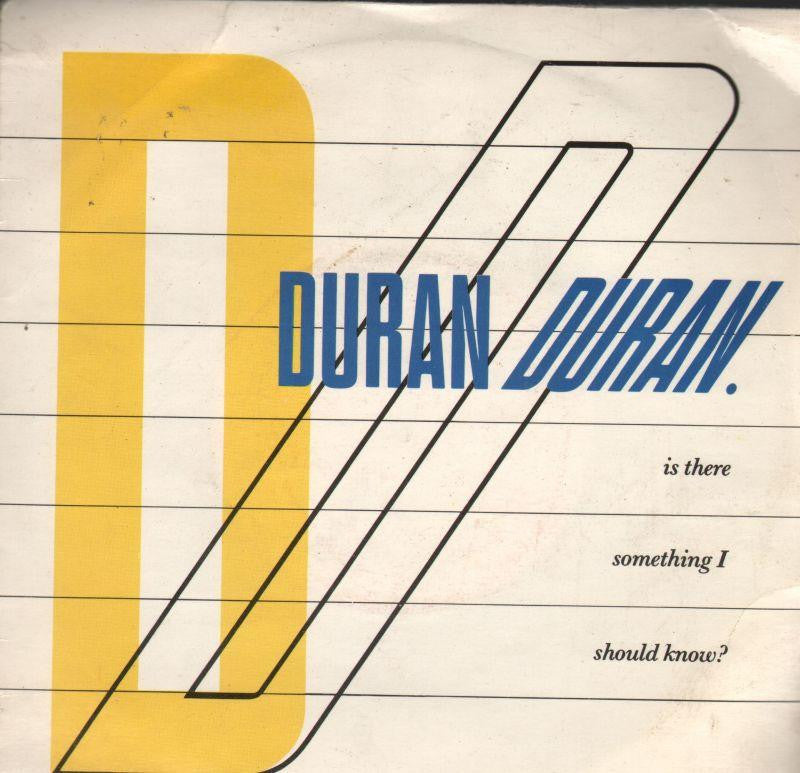 DURAN DURAN.
is there
something I
should know?